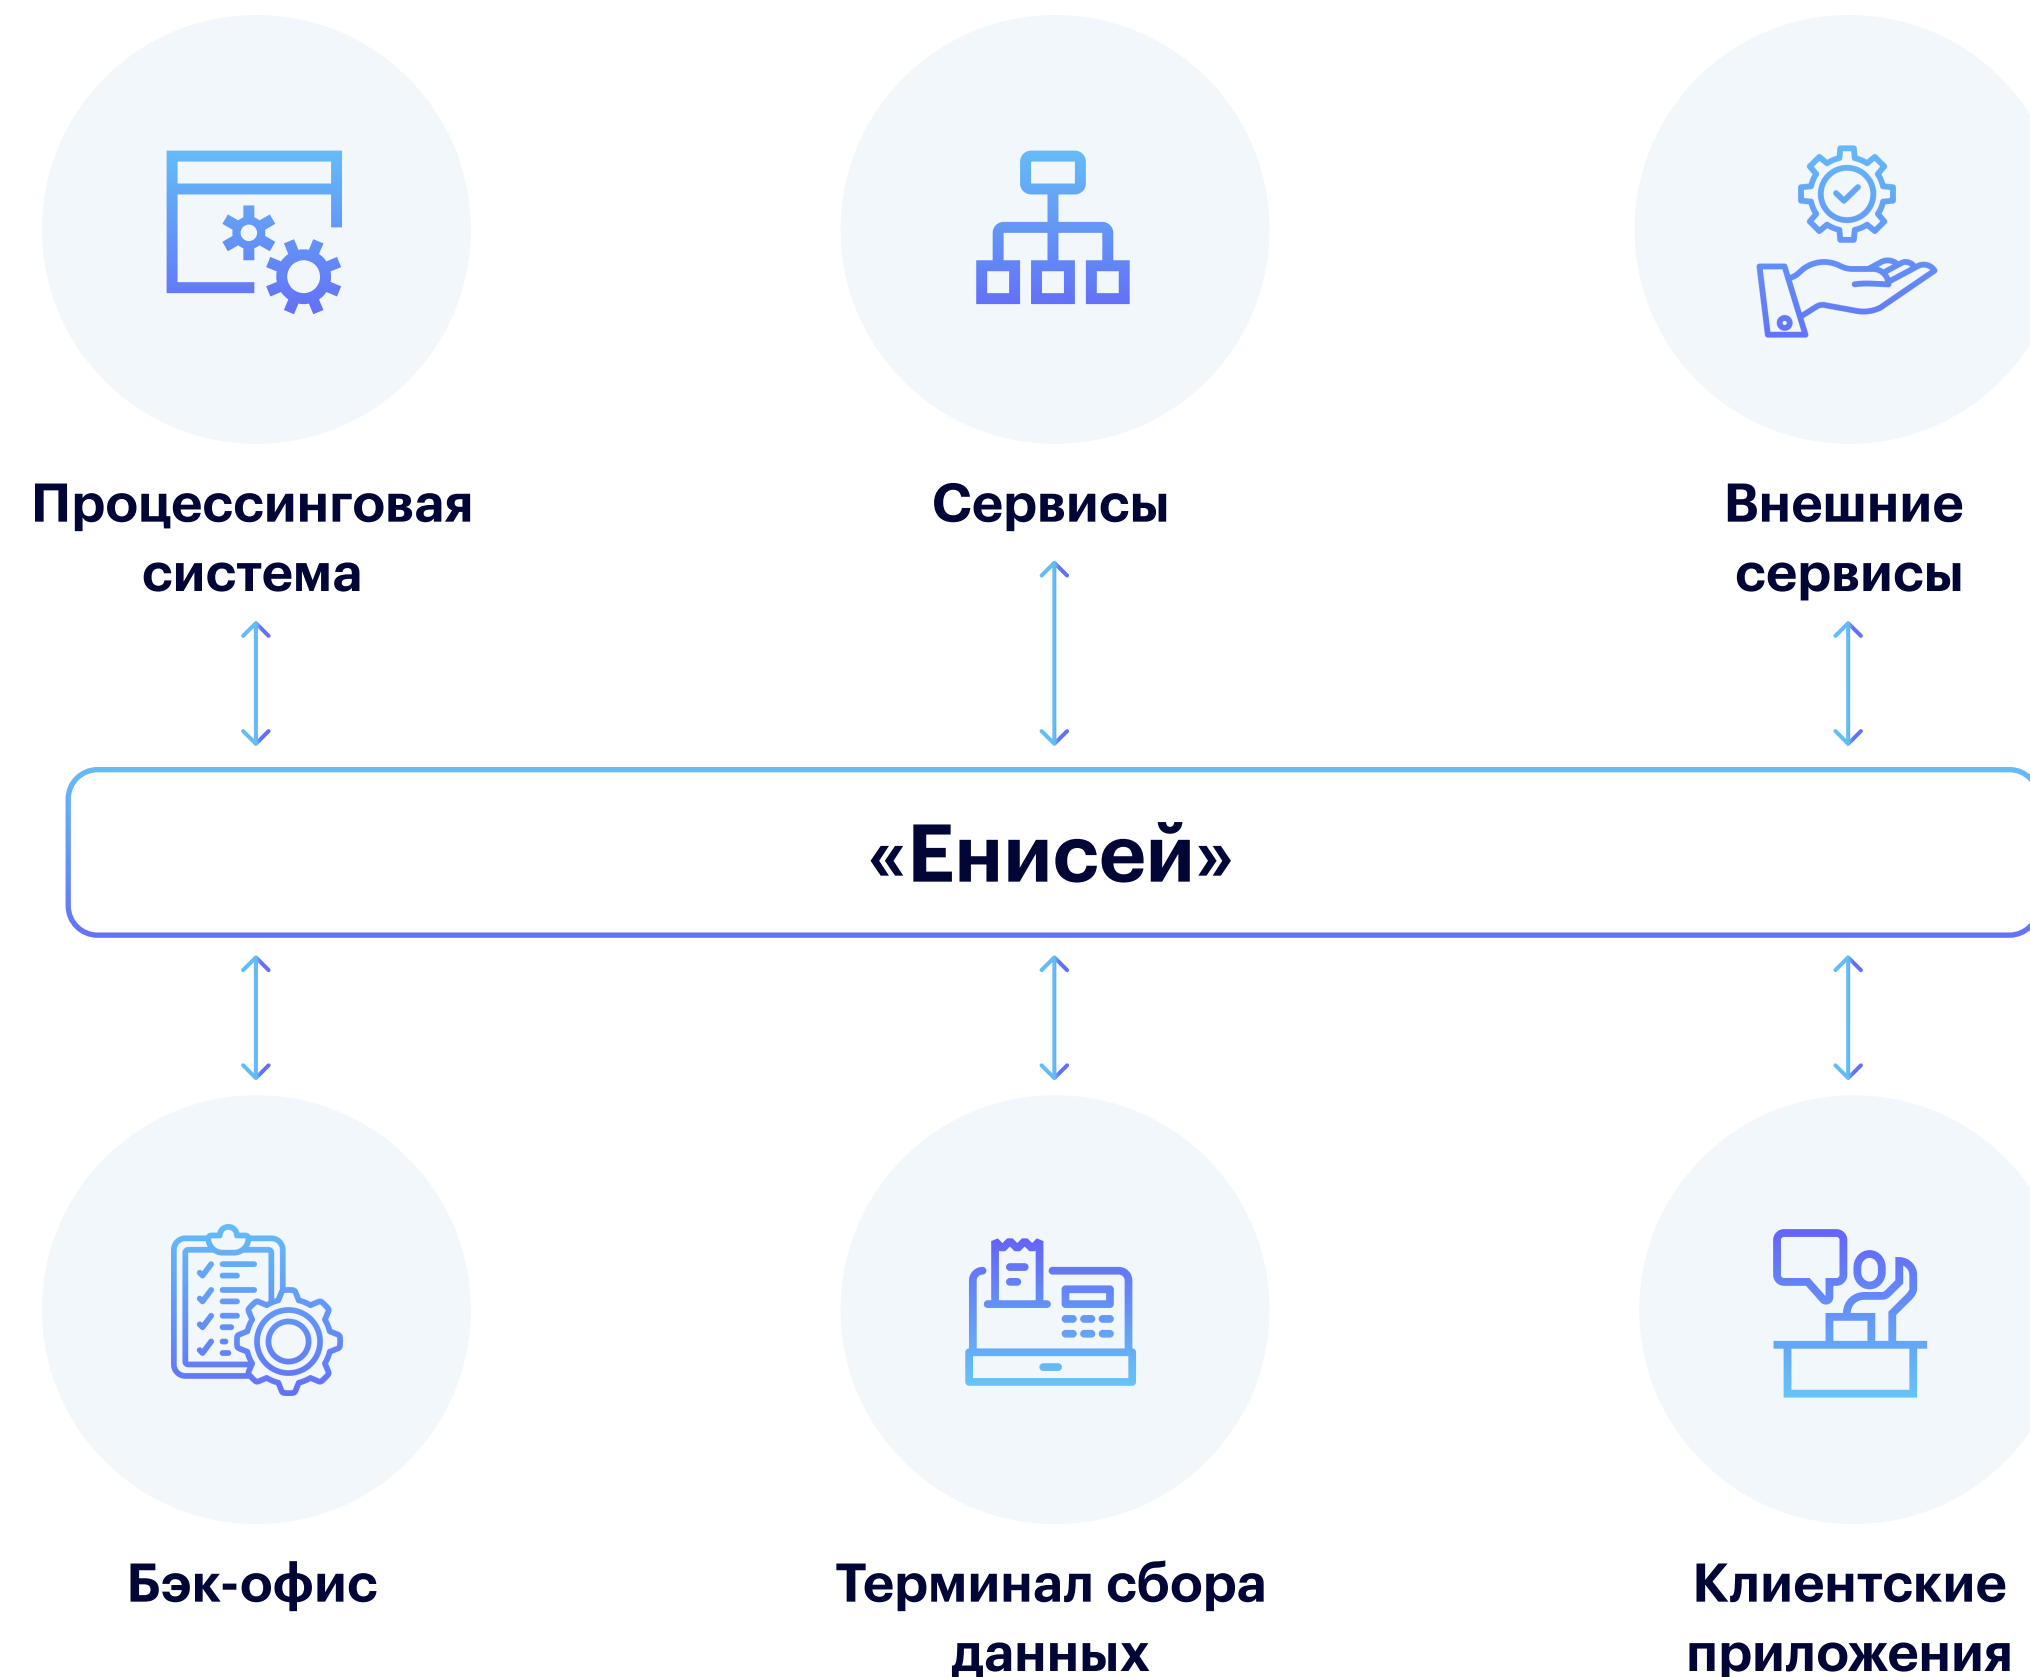 Процессинговая
система
Сервисы
Внешние
сервисы
«Енисей»
Бэк-офис
Терминал сбора
данных
Клиентские
приложения